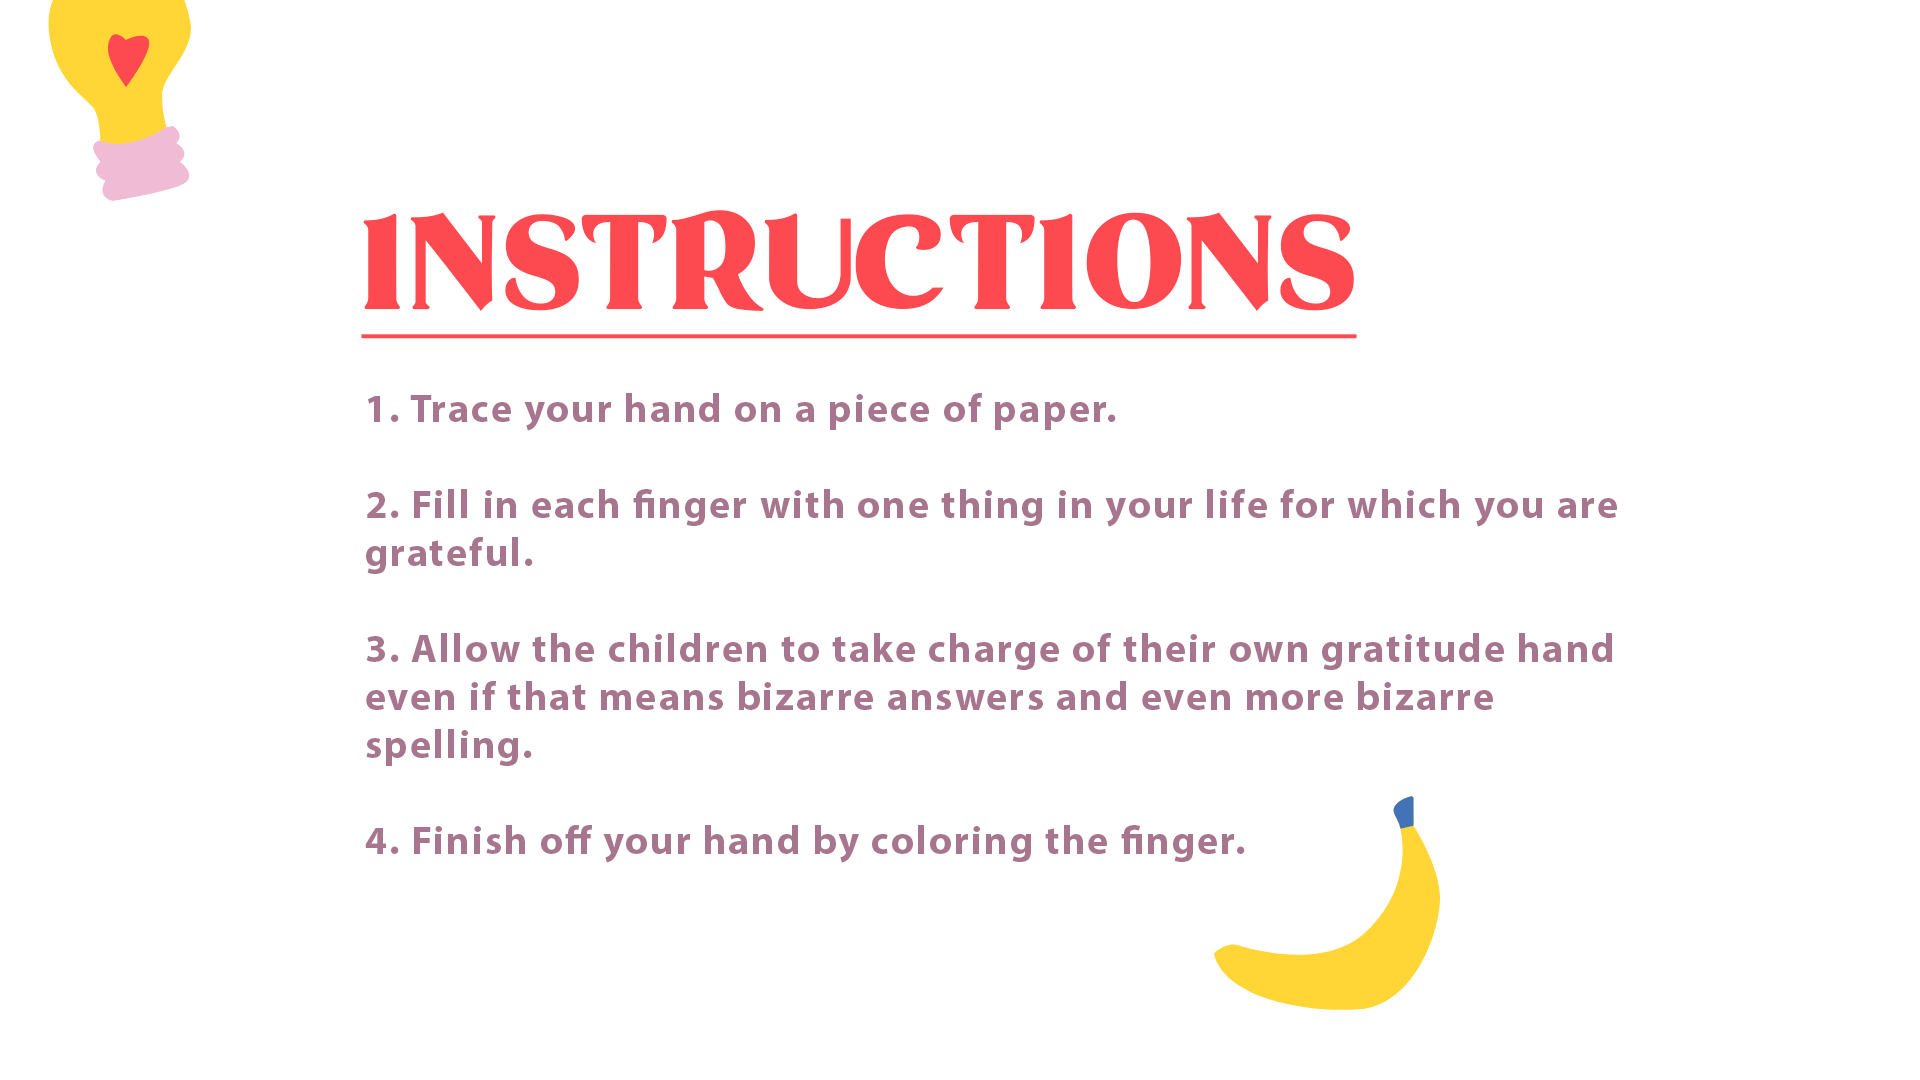 INSTRUCTIONS
1. Trace your hand on a piece of paper.
2. Fill in each finger with one thing in your life for which you are
grateful.
3. Allow the children to take charge of their own gratitude hand
even if that means bizarre answers and even more bizarre
spelling.
4. Finish off your hand by coloring the finger.